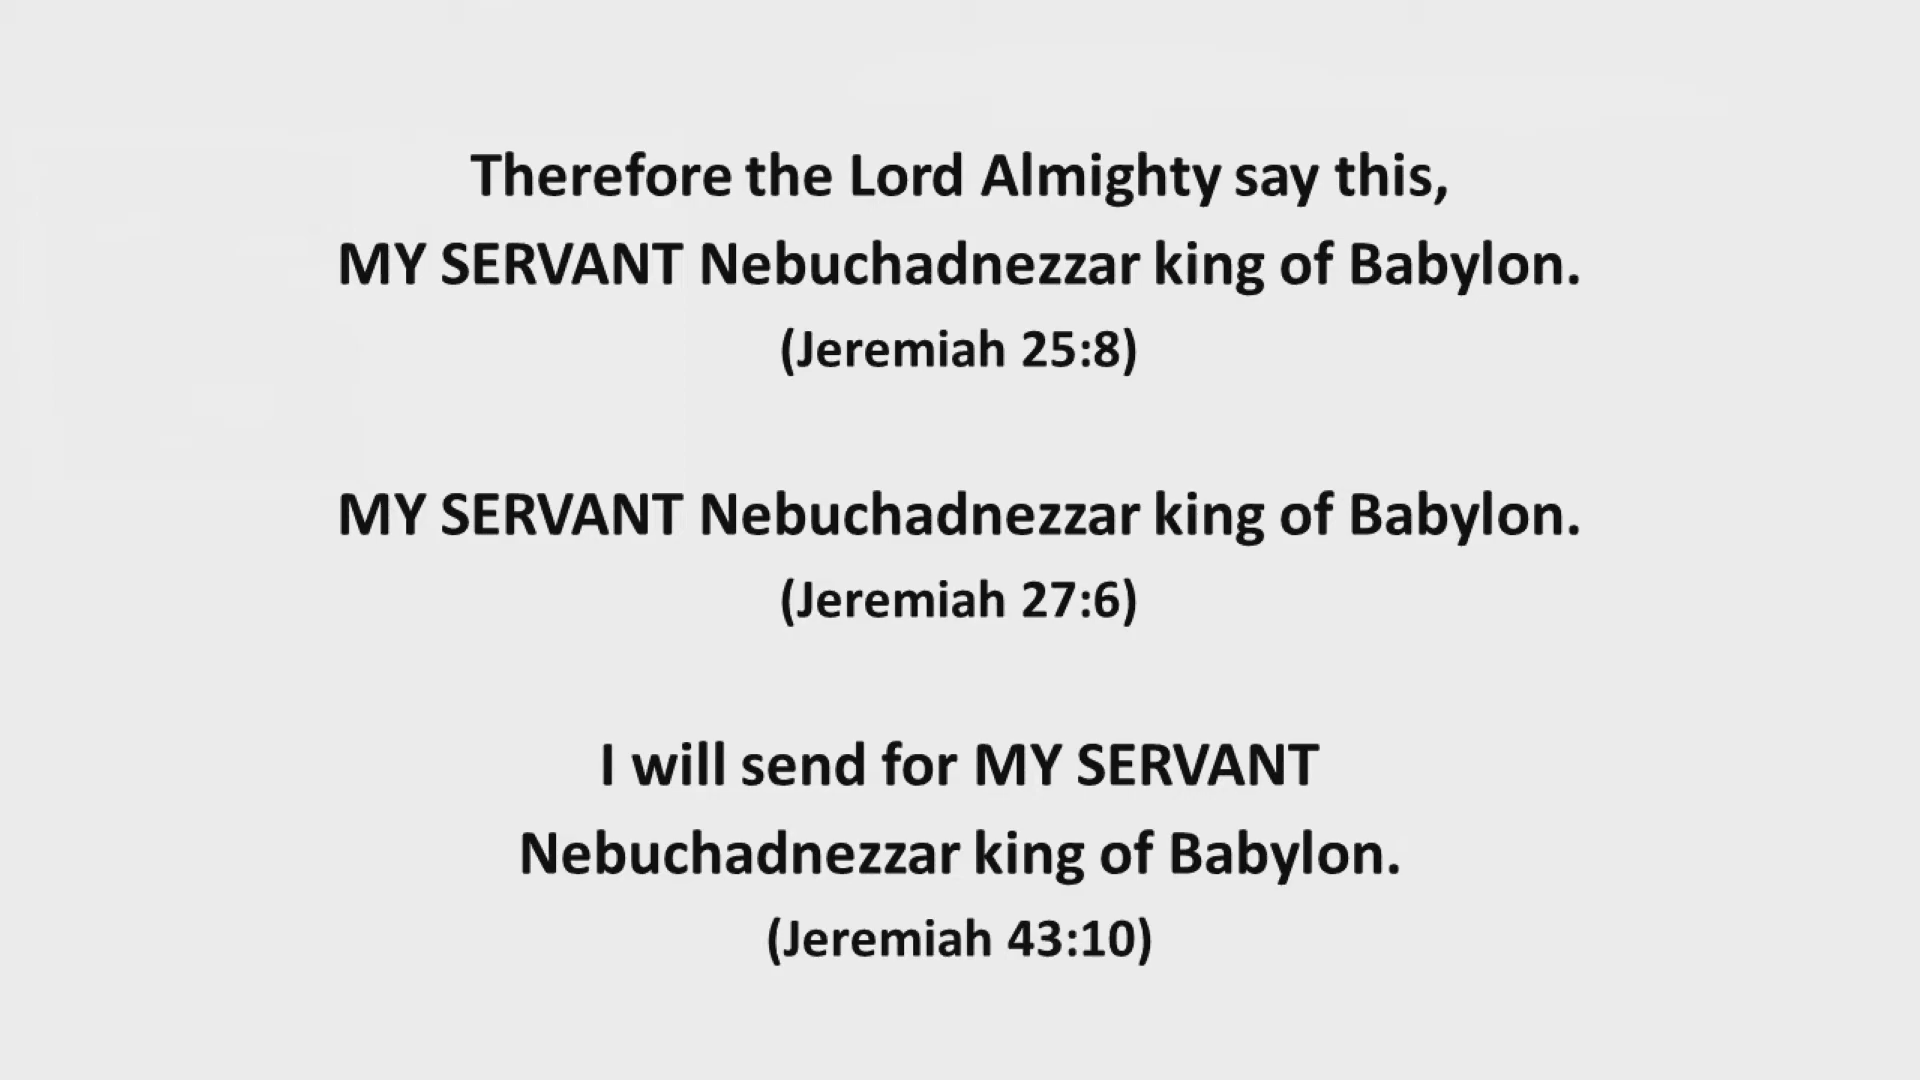 Therefore the Lord Almighty say this,
MY SERVANT Nebuchadnezzar king of Babylon.
(Jeremiah 25:8)
MY SERVANT Nebuchadnezzar king of Babylon.
(Jeremiah 27:6)
I will send for MY SERVANT
Nebuchadnezzar king of Babylon.
(Jeremiah 43:10)